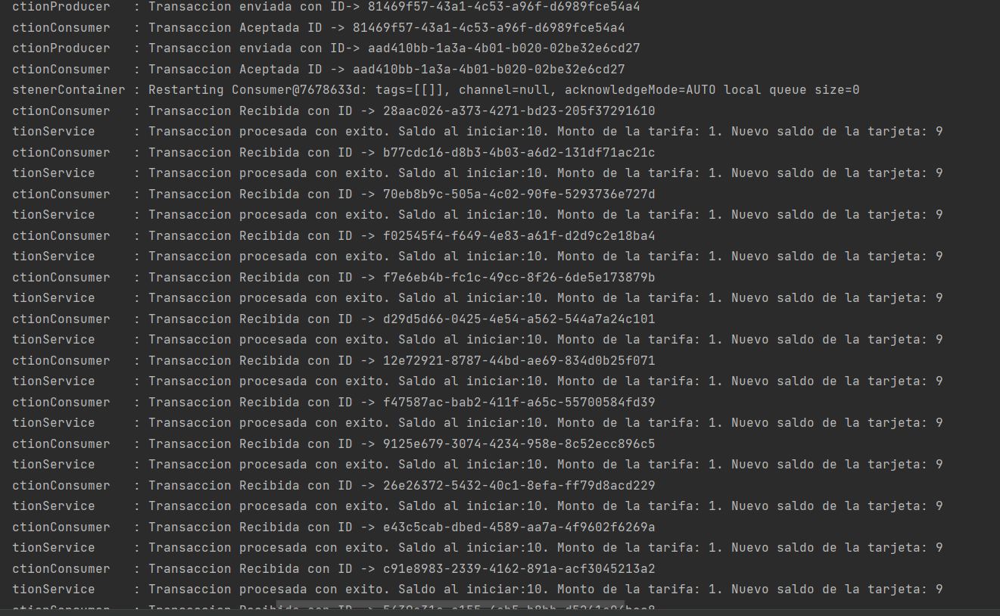 ctionProducer   : Transaccion enviada con ID-> 81469f57-43a1-4c53-a96f-d6989fce54a4
ctionConsumer   : Transaccion Aceptada ID -> 81469f57-43a1-4c53-a96f-d6989fce54a4
ctionProducer   : Transaccion enviada con ID-> aad410bb-1a3a-4b01-b020-02be32e6cd27
ctionConsumer   : Transaccion Aceptada ID -> aad410bb-1a3a-4b01-b020-02be32e6cd27
stenerContainer : Restarting Consumer@7678633d: tags=[[]], channel=null, acknowledgeMode=AUTO local queue size=0
ctionConsumer   : Transaccion Recibida con ID -> 28aac026-a373-4271-bd23-205f37291610
tionService     : Transaccion procesada con exito. Saldo al iniciar:10. Monto de la tarifa: 1. Nuevo saldo de la tarjeta: 9
ctionConsumer   : Transaccion Recibida con ID -> b77cdc16-d8b3-4b03-a6d2-131df71ac21c
tionService     : Transaccion procesada con exito. Saldo al iniciar:10. Monto de la tarifa: 1. Nuevo saldo de la tarjeta: 9
ctionConsumer   : Transaccion Recibida con ID -> 70eb8b9c-505a-4c02-90fe-5293736e727d
tionService     : Transaccion procesada con exito. Saldo al iniciar:10. Monto de la tarifa: 1. Nuevo saldo de la tarjeta: 9
ctionConsumer   : Transaccion Recibida con ID -> f02545f4-f649-4e83-a61f-d2d9c2e18ba4
tionService     : Transaccion procesada con exito. Saldo al iniciar:10. Monto de la tarifa: 1. Nuevo saldo de la tarjeta: 9
ctionConsumer   : Transaccion Recibida con ID -> f7e6eb4b-fc1c-49cc-8f26-6de5e173879b
tionService     : Transaccion procesada con exito. Saldo al iniciar:10. Monto de la tarifa: 1. Nuevo saldo de la tarjeta: 9
ctionConsumer   : Transaccion Recibida con ID -> d29d5d66-0425-4e54-a562-544a7a24c101
tionService     : Transaccion procesada con exito. Saldo al iniciar:10. Monto de la tarifa: 1. Nuevo saldo de la tarjeta: 9
ctionConsumer   : Transaccion Recibida con ID -> 12e72921-8787-44bd-ae69-834d0b25f071
tionService     : Transaccion procesada con exito. Saldo al iniciar:10. Monto de la tarifa: 1. Nuevo saldo de la tarjeta: 9
ctionConsumer   : Transaccion Recibida con ID -> f47587ac-bab2-411f-a65c-55700584fd39
tionService     : Transaccion procesada con exito. Saldo al iniciar:10. Monto de la tarifa: 1. Nuevo saldo de la tarjeta: 9
ctionConsumer   : Transaccion Recibida con ID -> 9125e679-3074-4234-958e-8c52ecc896c5
tionService     : Transaccion procesada con exito. Saldo al iniciar:10. Monto de la tarifa: 1. Nuevo saldo de la tarjeta: 9
ctionConsumer   : Transaccion Recibida con ID -> 26e26372-5432-40c1-8efa-ff79d8acd229
tionService     : Transaccion procesada con exito. Saldo al iniciar:10. Monto de la tarifa: 1. Nuevo saldo de la tarjeta: 9
ctionConsumer   : Transaccion Recibida con ID -> e43c5cab-dbed-4589-aa7a-4f9602f6269a
tionService     : Transaccion procesada con exito. Saldo al iniciar:10. Monto de la tarifa: 1. Nuevo saldo de la tarjeta: 9
ctionConsumer   : Transaccion Recibida con ID -> c91e8983-2339-4162-891a-acf3045213a2
tionService     : Transaccion procesada con exito. Saldo al iniciar:10. Monto de la tarifa: 1. Nuevo saldo de la tarjeta: 9
ctionConsumer   : Transaccion Recibida con ID ->